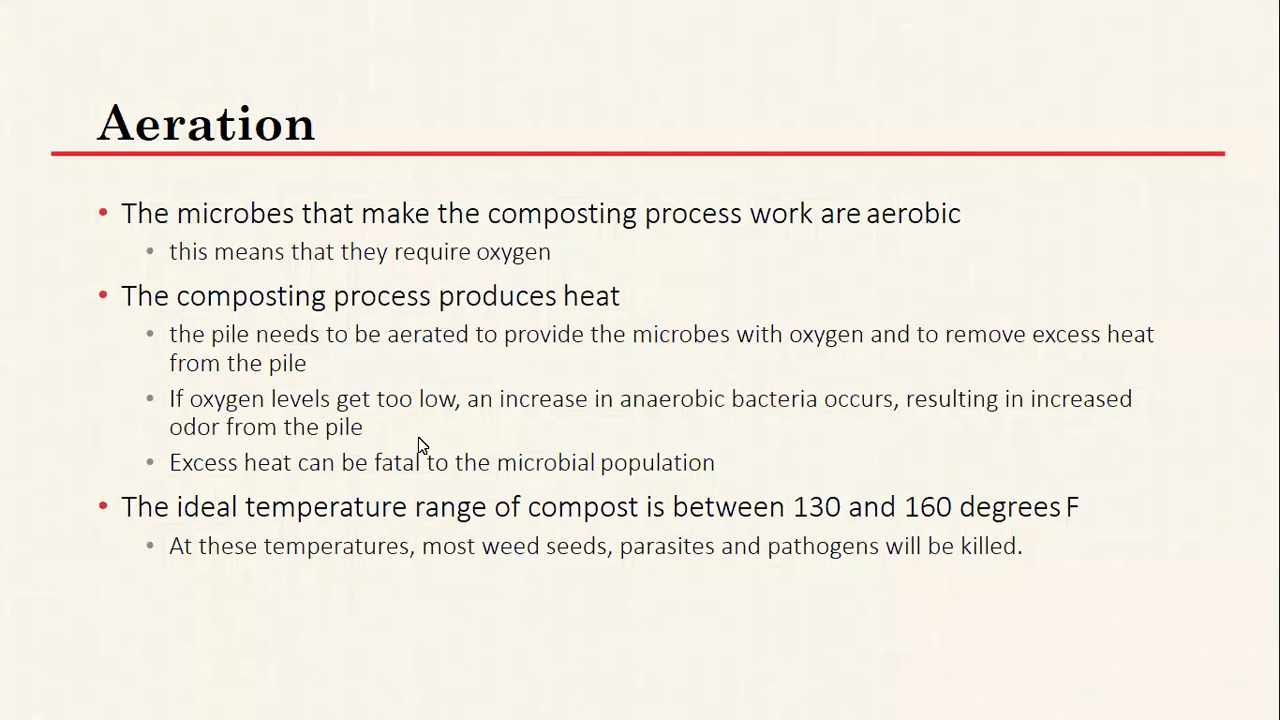 Aeration
• The microbes that make the composting process work are aerobic
• this means that they require oxygen
• The composting process produces heat
• the pile needs to be aerated to provide the microbes with oxygen and to remove excess heat
from the pile
• If oxygen levels get too low, an increase in anaerobic bacteria occurs, resulting in increased
odor from the pile
• Excess heat can be fatal to the microbial population
• The ideal temperature range of compost is between 130 and 160 degrees F
• At these temperatures, most weed seeds, parasites and pathogens will be killed.